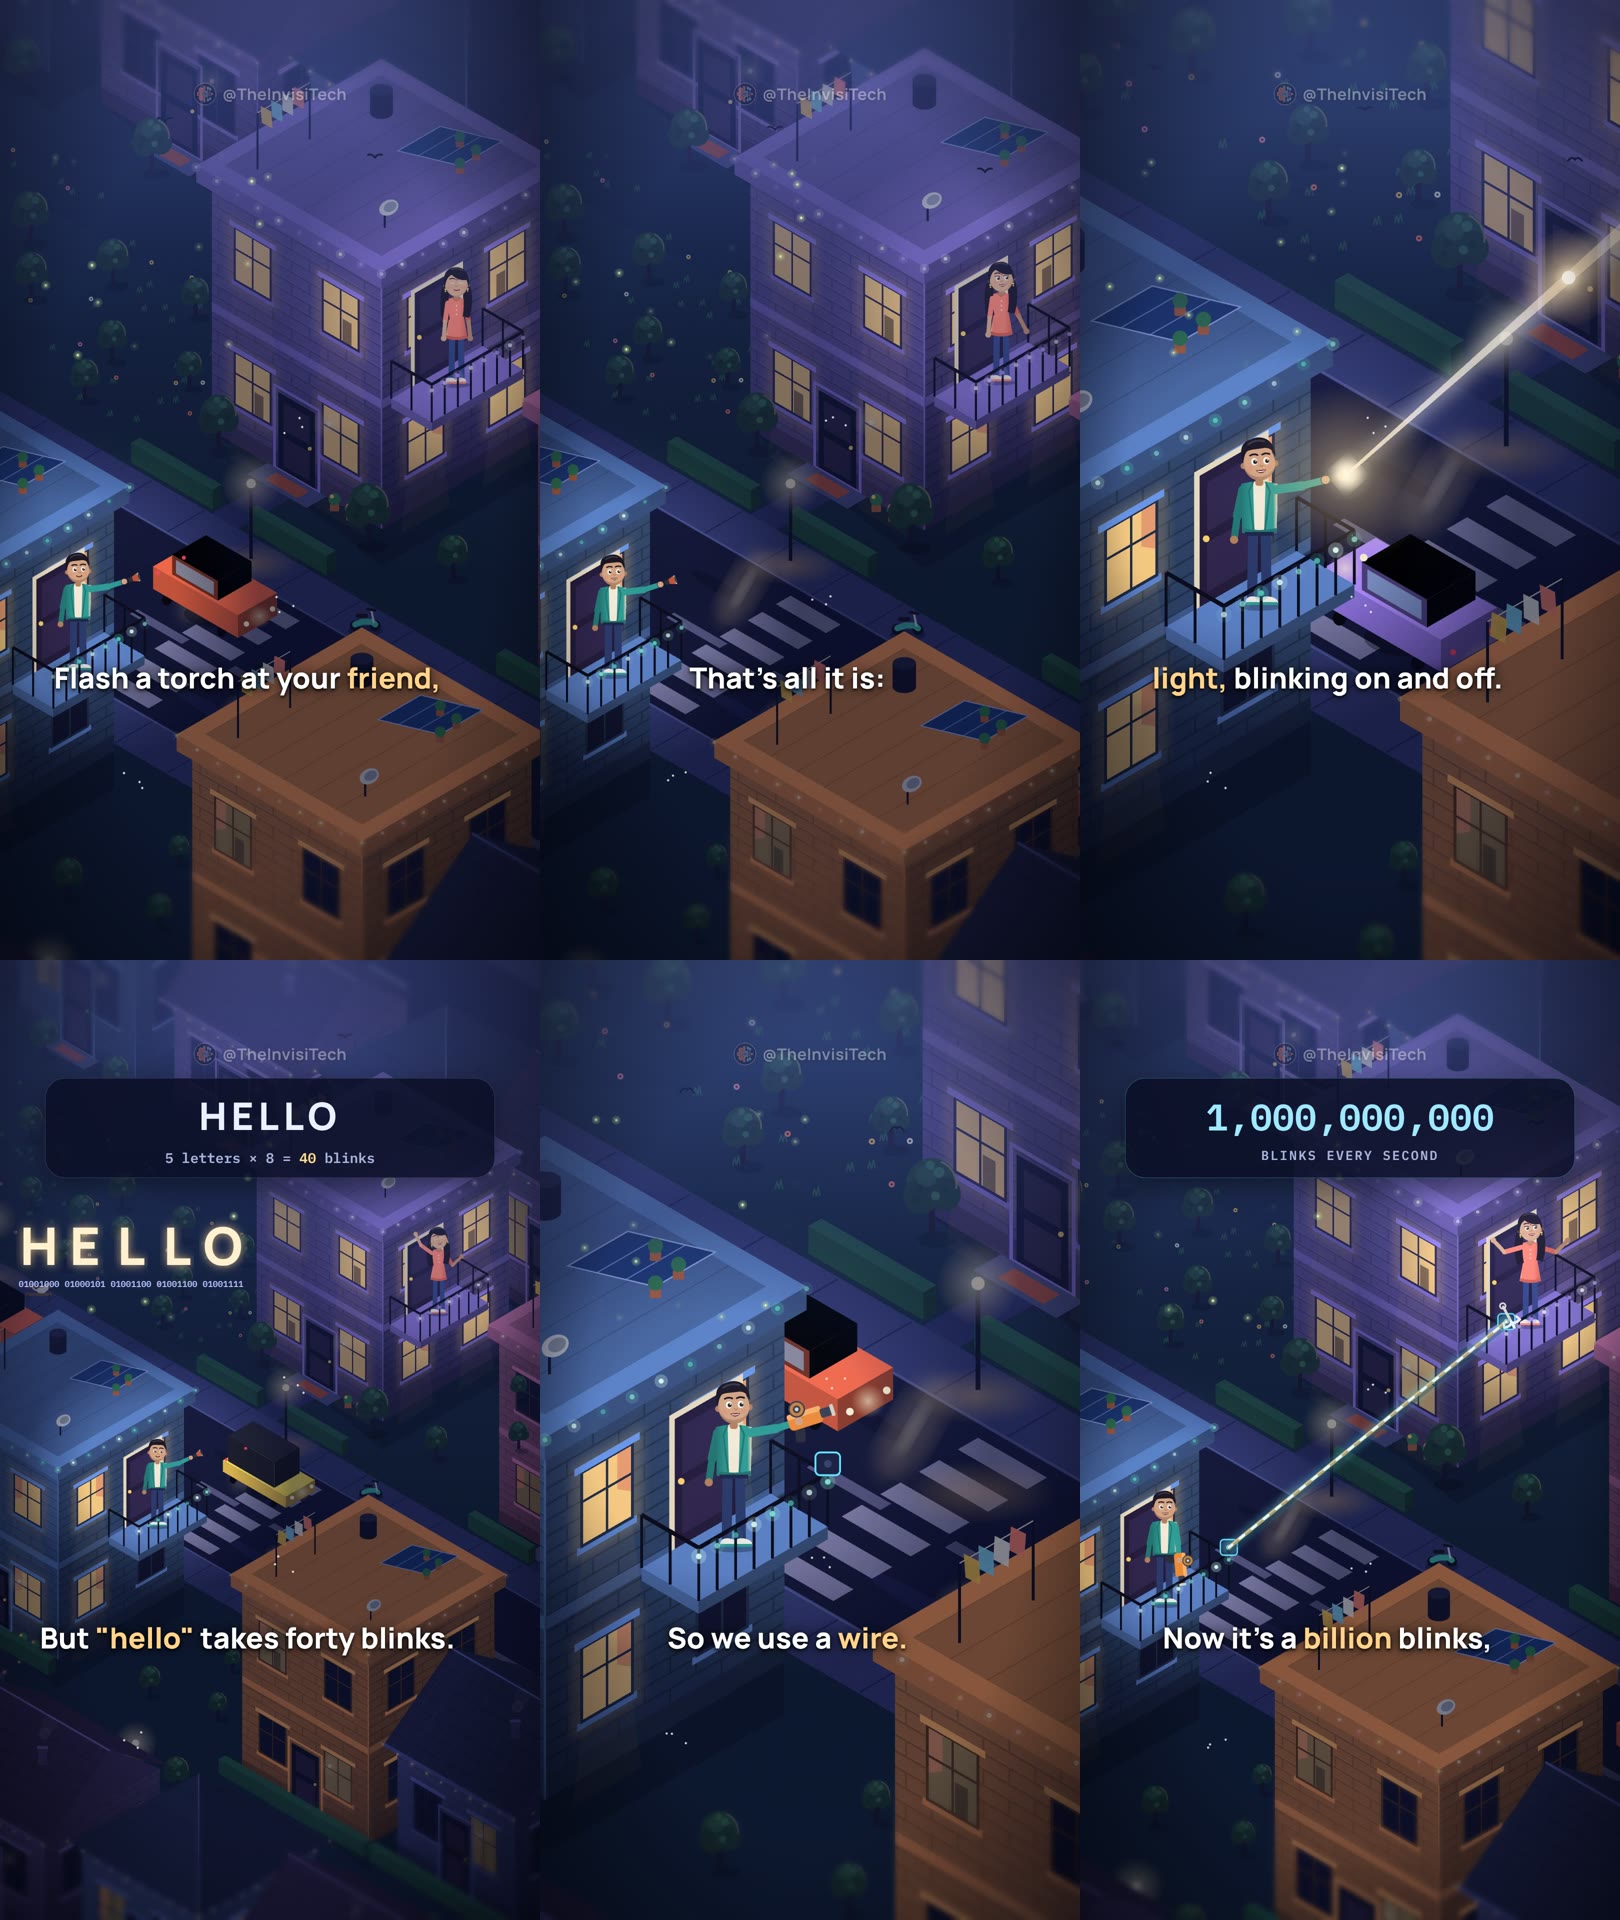 @TheInvisiTech
Flash a torch at your friend,
@TheInvisiTech
That's all it is:
@TheInvisiTech
light, blinking on and off.
@TheInvisiTech
HELLO
5 letters × 8 = 40 blinks
HELLO
01001000 01000101 01001100 01001100 01001111
But "hello" takes forty blinks.
@TheInvisiTech
So we use a wire.
@TheInvisiTech
1,000,000,000
BLINKS EVERY SECOND
Now it's a billion blinks,